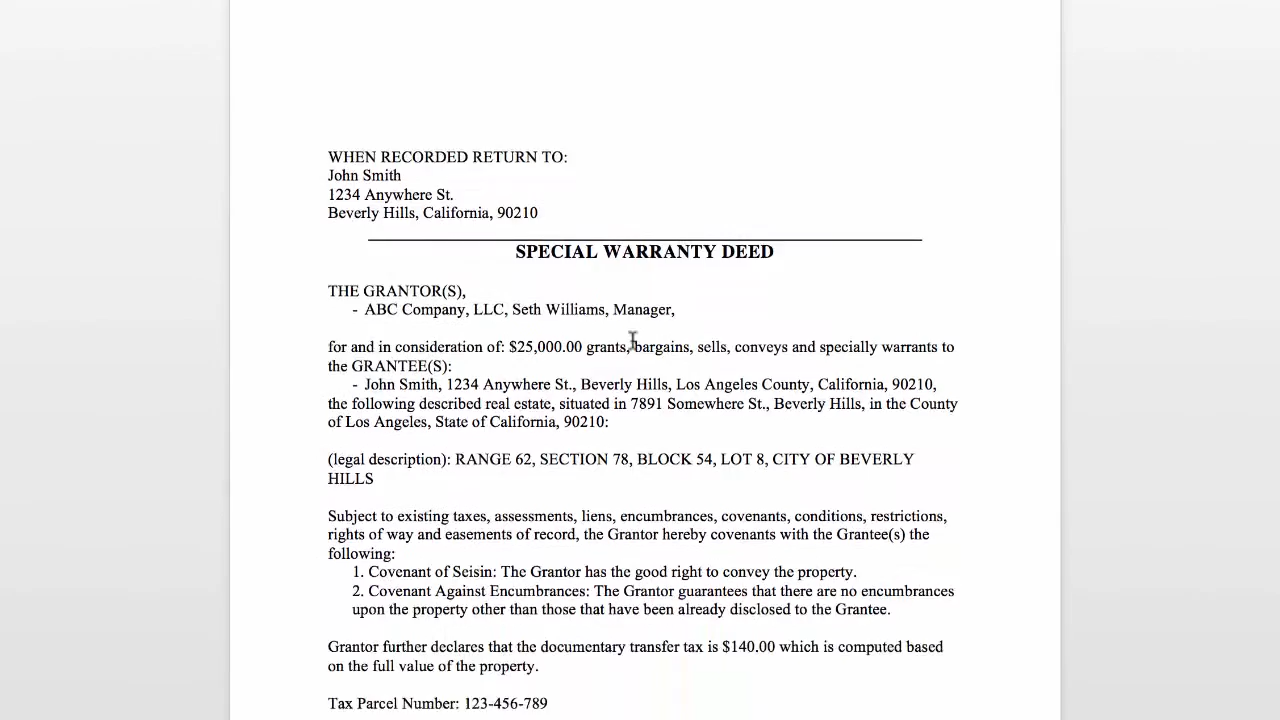 WHEN RECORDED RETURN TO:
John Smith
1234 Anywhere St.
Beverly Hills, California, 90210
SPECIAL WARRANTY DEED
THE GRANTOR(S),
- ABC Company, LLC, Seth Williams, Manager,
for and in consideration of: $25,000.00 grants, bargains, sells, conveys and specially warrants to
the GRANTEE(S):
- John Smith, 1234 Anywhere St., Beverly Hills, Los Angeles County, California, 90210,
the following described real estate, situated in 7891 Somewhere St., Beverly Hills, in the County
of Los Angeles, State of California, 90210:
(legal description): RANGE 62, SECTION 78, BLOCK 54, LOT 8, CITY OF BEVERLY
HILLS
Subject to existing taxes, assessments, liens, encumbrances, covenants, conditions, restrictions,
rights of way and easements of record, the Grantor hereby covenants with the Grantee(s) the
following:
1. Covenant of Seisin: The Grantor has the good right to convey the property.
2. Covenant Against Encumbrances: The Grantor guarantees that there are no encumbrances
upon the property other than those that have been already disclosed to the Grantee.
Grantor further declares that the documentary transfer tax is $140.00 which is computed based
on the full value of the property.
Tax Parcel Number: 123-456-789